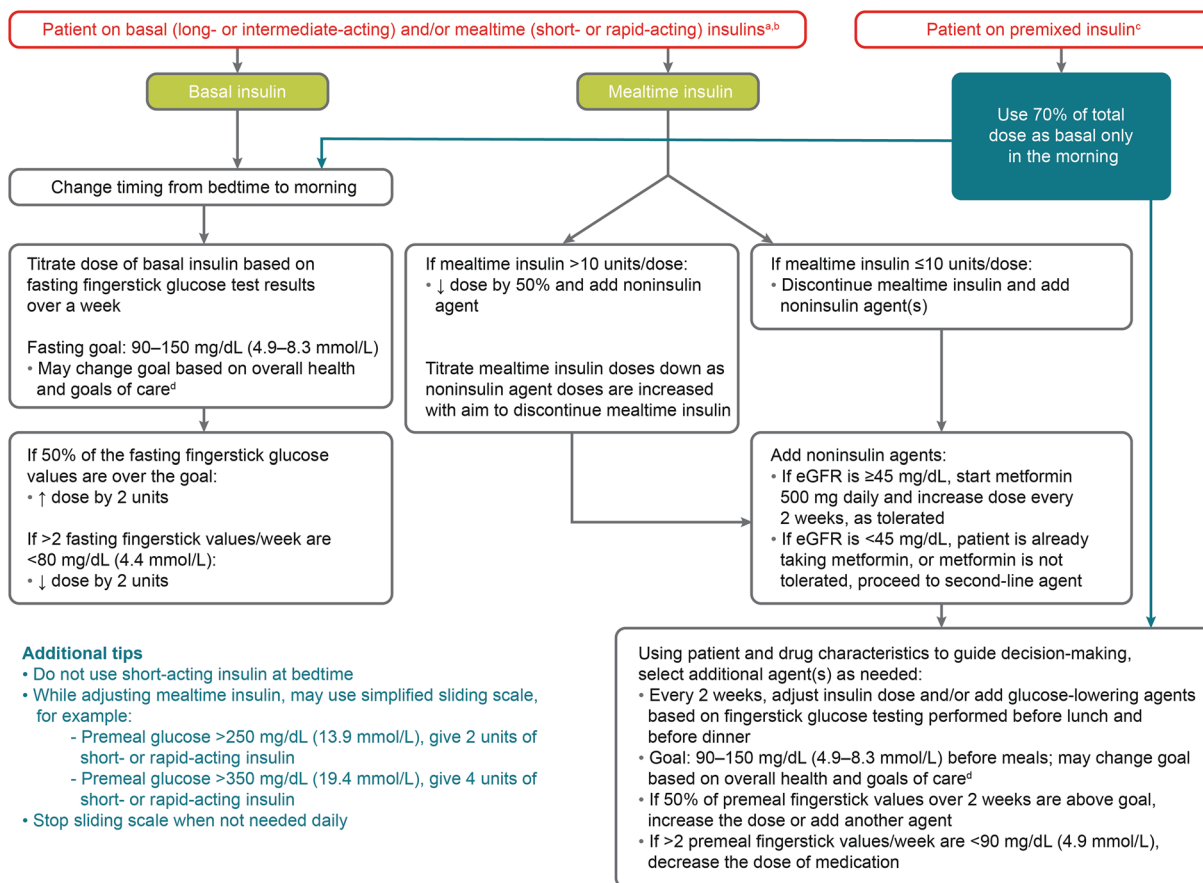 Patient on basal (long- or intermediate-acting) and/or mealtime (short- or rapid-acting) insulinsᵃ,ᵇ
Patient on premixed insulinᶜ
Basal insulin
Mealtime insulin
Use 70% of total
dose as basal only
in the morning
Change timing from bedtime to morning
Titrate dose of basal insulin based on
fasting fingerstick glucose test results
over a week
Fasting goal: 90–150 mg/dL (4.9–8.3 mmol/L)
• May change goal based on overall health
and goals of careᵈ
If mealtime insulin >10 units/dose:
• ↓ dose by 50% and add noninsulin
agent
Titrate mealtime insulin doses down as
noninsulin agent doses are increased
with aim to discontinue mealtime insulin
If mealtime insulin ≤10 units/dose:
• Discontinue mealtime insulin and add
noninsulin agent(s)
If 50% of the fasting fingerstick glucose
values are over the goal:
• ↑ dose by 2 units
If >2 fasting fingerstick values/week are
<80 mg/dL (4.4 mmol/L):
• ↓ dose by 2 units
Add noninsulin agents:
• If eGFR is ≥45 mg/dL, start metformin
500 mg daily and increase dose every
2 weeks, as tolerated
• If eGFR is <45 mg/dL, patient is already
taking metformin, or metformin is not
tolerated, proceed to second-line agent
Additional tips
• Do not use short-acting insulin at bedtime
• While adjusting mealtime insulin, may use simplified sliding scale,
for example:
- Premeal glucose >250 mg/dL (13.9 mmol/L), give 2 units of
short- or rapid-acting insulin
- Premeal glucose >350 mg/dL (19.4 mmol/L), give 4 units of
short- or rapid-acting insulin
• Stop sliding scale when not needed daily
Using patient and drug characteristics to guide decision-making,
select additional agent(s) as needed:
• Every 2 weeks, adjust insulin dose and/or add glucose-lowering agents
based on fingerstick glucose testing performed before lunch and
before dinner
• Goal: 90–150 mg/dL (4.9–8.3 mmol/L) before meals; may change goal
based on overall health and goals of careᵈ
• If 50% of premeal fingerstick values over 2 weeks are above goal,
increase the dose or add another agent
• If >2 premeal fingerstick values/week are <90 mg/dL (4.9 mmol/L),
decrease the dose of medication